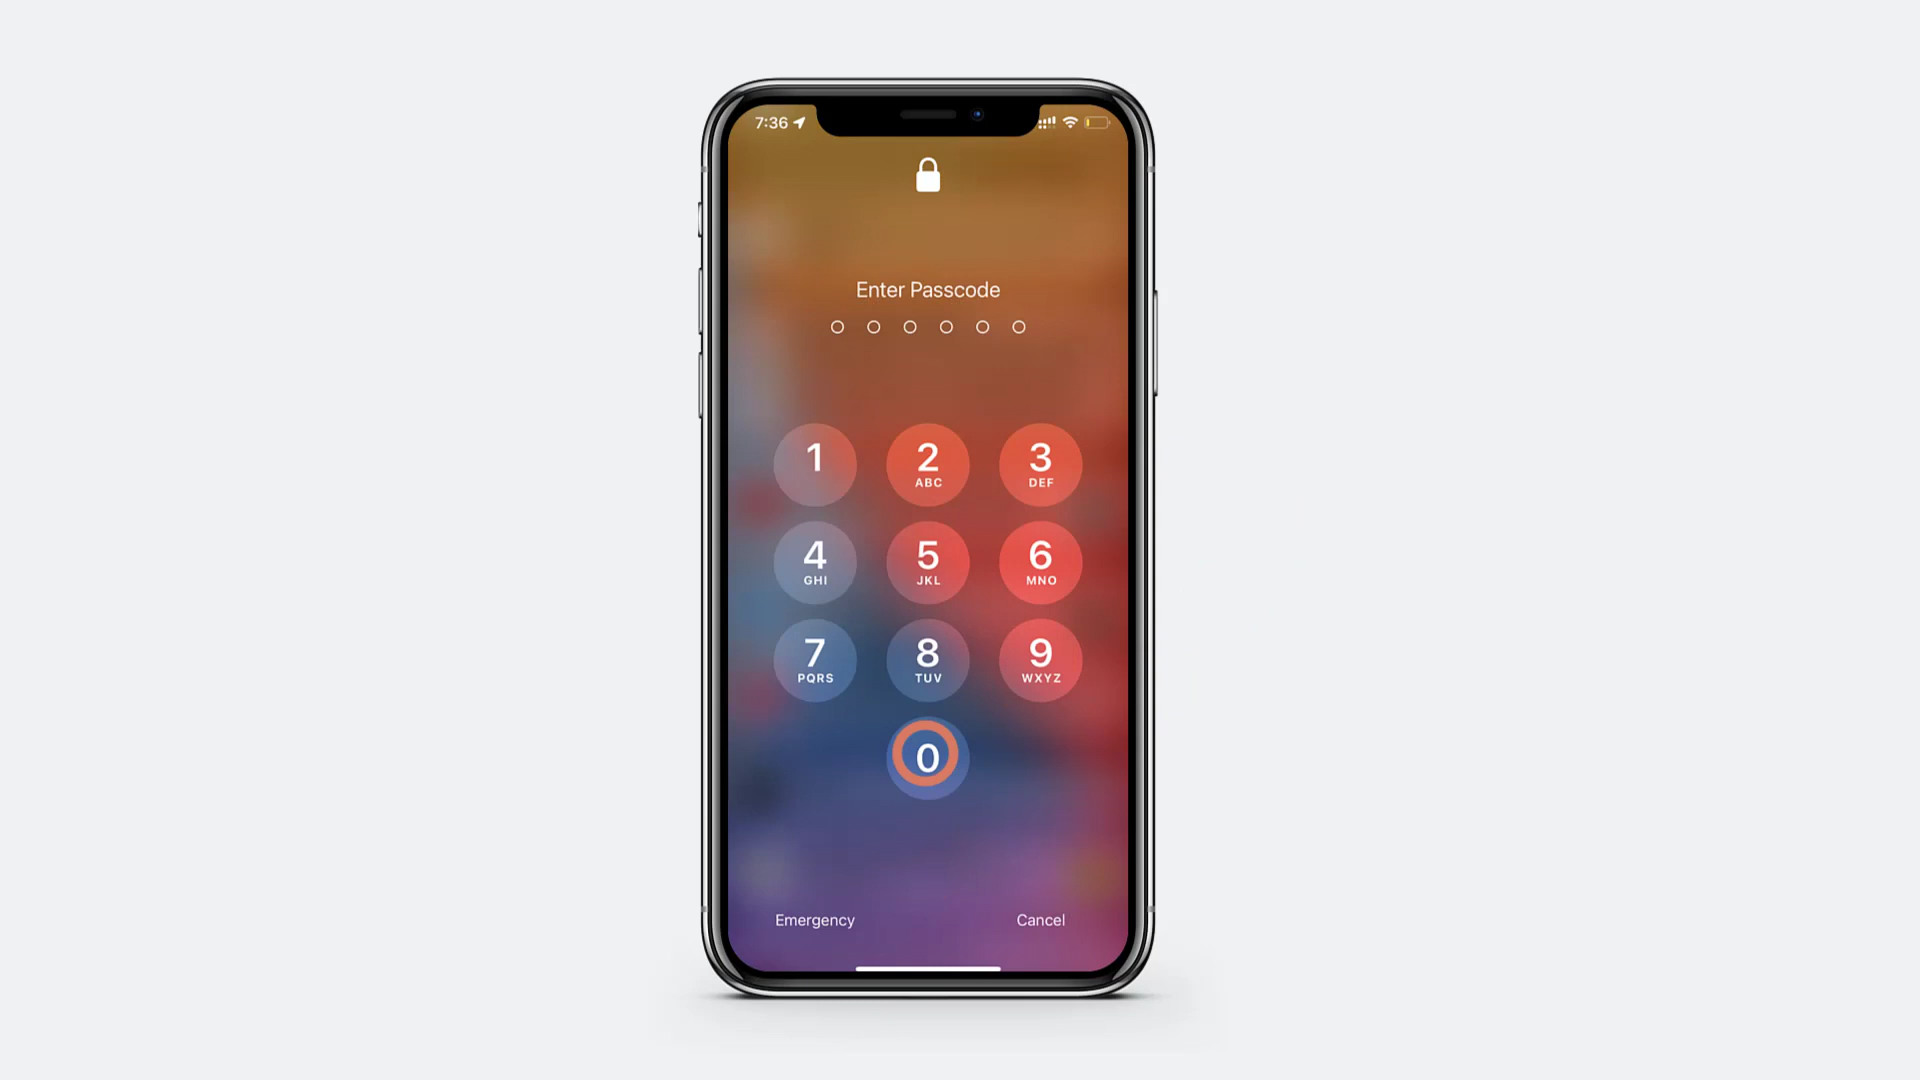 7:36
Enter Passcode
1 2 3
ABC DEF
4 5 6
GHI JKL MNO
7 8 9
PQRS TUV WXYZ
0
Emergency Cancel